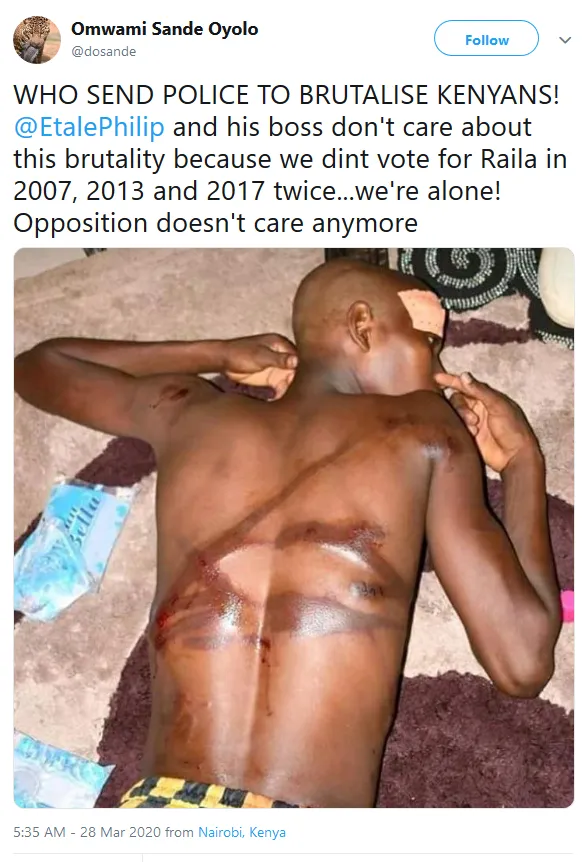 Omwami Sande Oyolo
@dosande
Follow
WHO SEND POLICE TO BRUTALISE KENYANS!
@EtalePhilip and his boss don't care about
this brutality because we dint vote for Raila in
2007, 2013 and 2017 twice...we're alone!
Opposition doesn't care anymore
Bella
5:35 AM - 28 Mar 2020 from Nairobi, Kenya